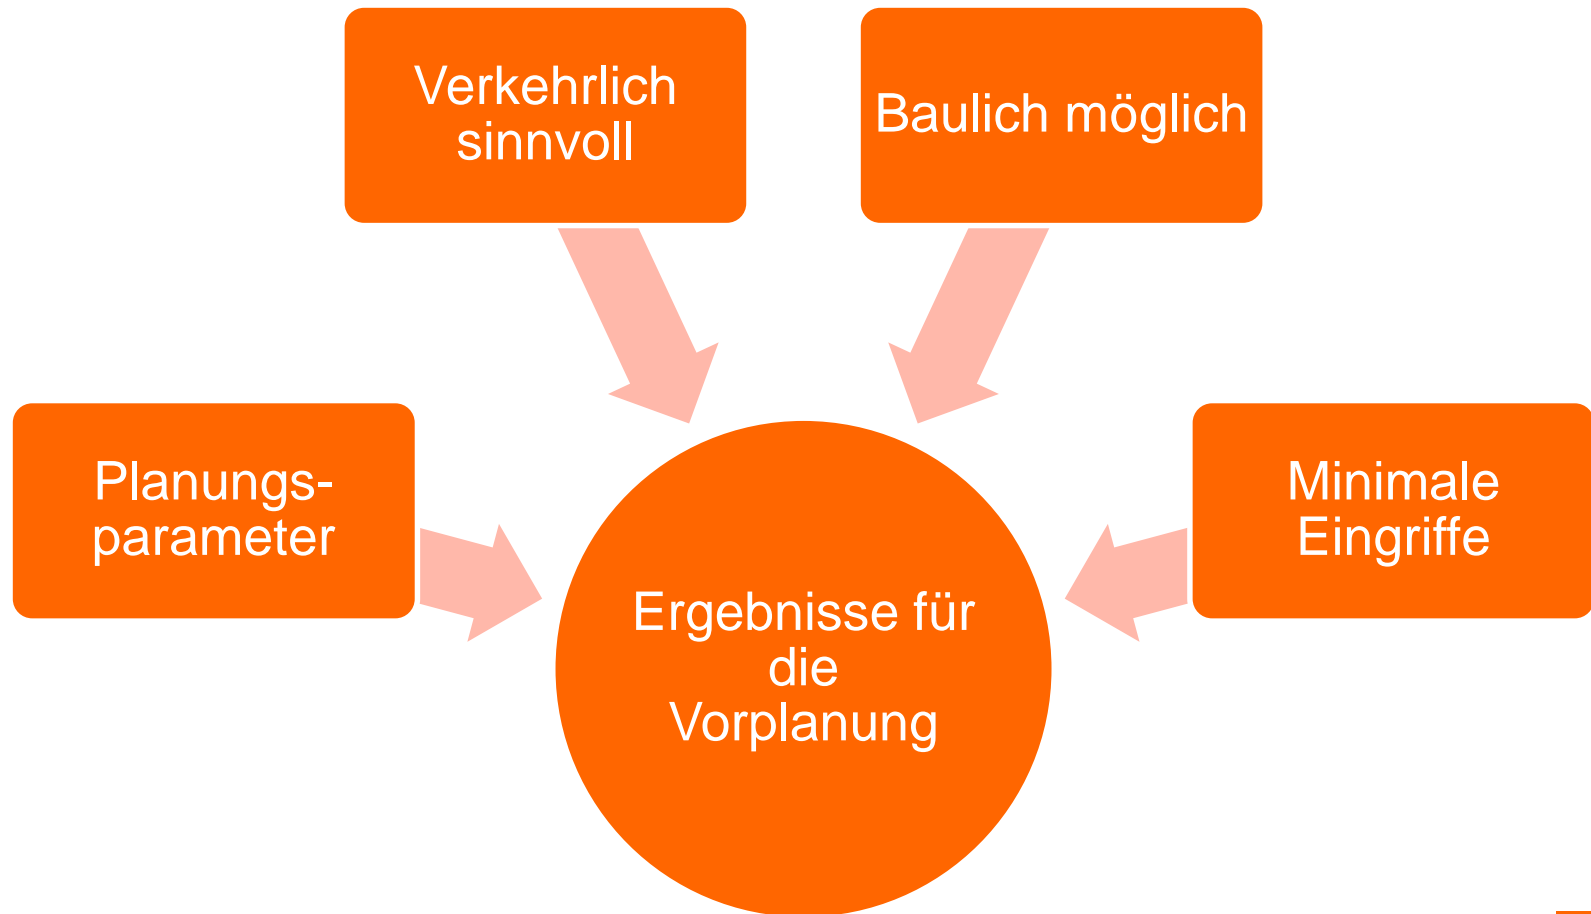 Verkehrlich
sinnvoll
Baulich möglich
Planungs-
parameter
Minimale
Eingriffe
Ergebnisse für
die
Vorplanung